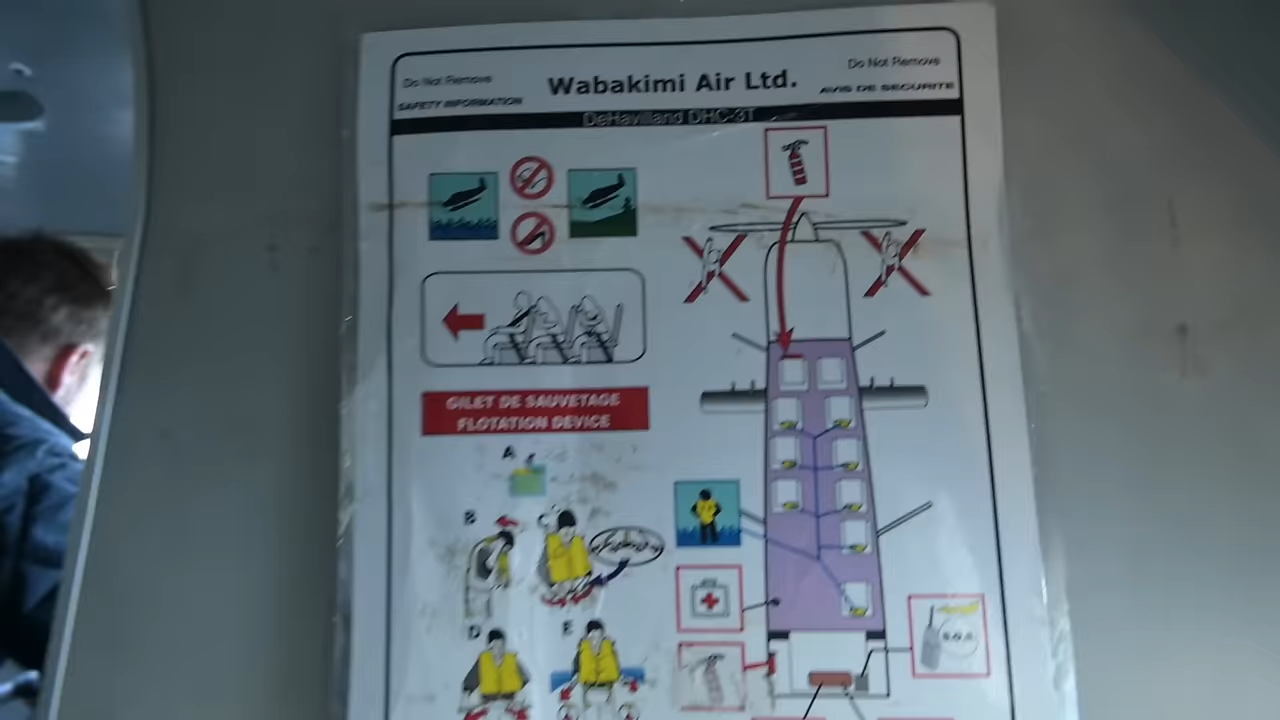 Do Not Remove
Wabakimi Air Ltd.
Do Not Remove
SAFETY INFORMATION
AVIS DE SECURITE
DeHavilland DHC-3T
GILET DE SAUVETAGE
FLOTATION DEVICE
A
B
D
E
S.O.S.